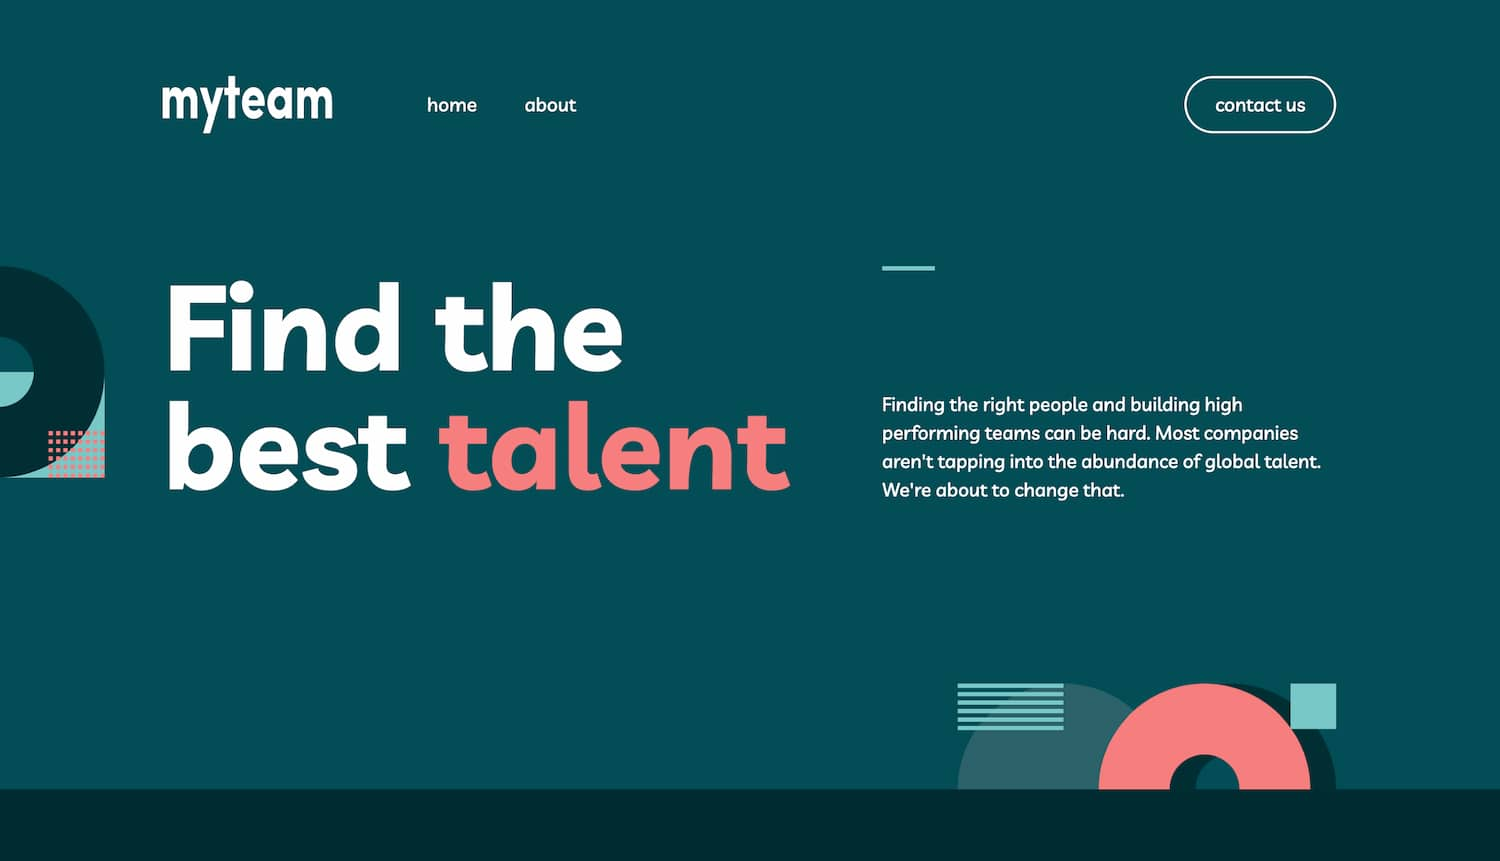 myteam
home
about
contact us
Find the
best talent
Finding the right people and building high
performing teams can be hard. Most companies
aren't tapping into the abundance of global talent.
We're about to change that.